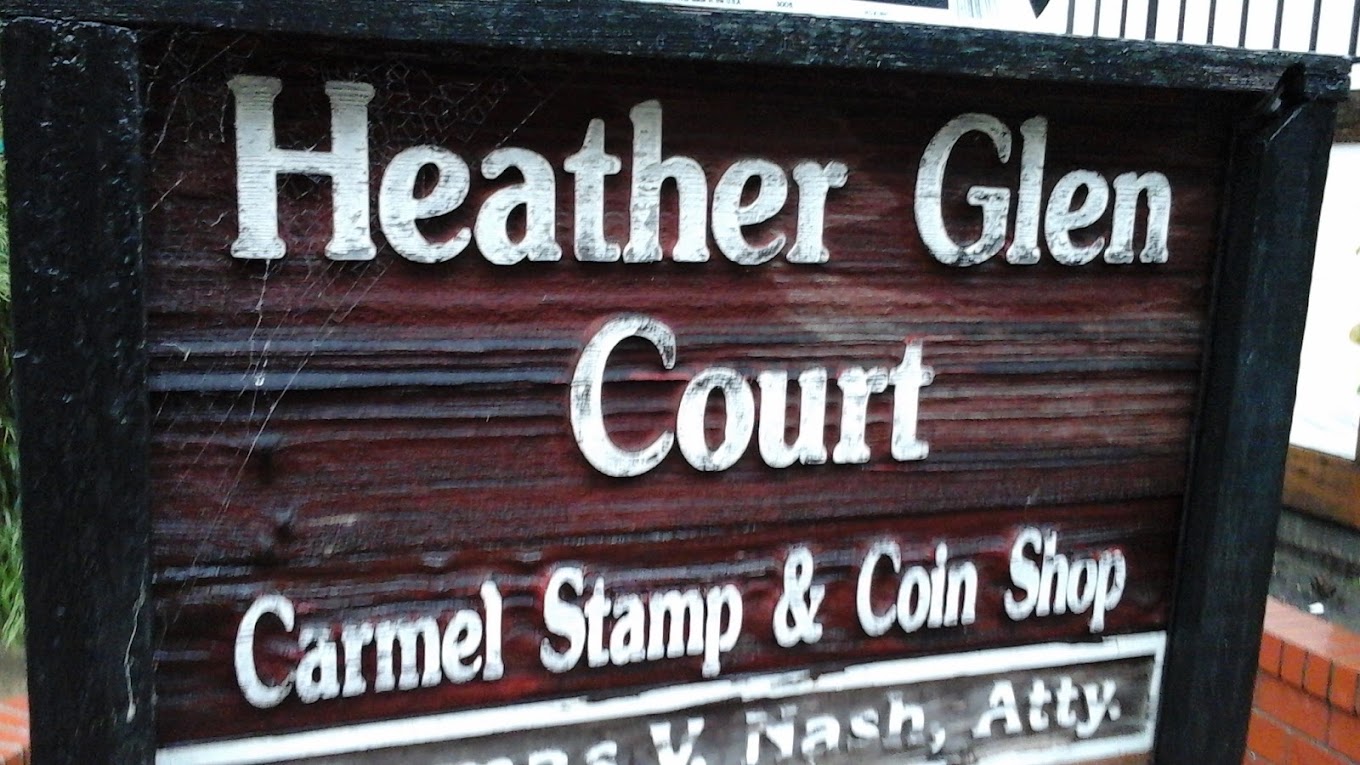 Heather Glen
Court
Carmel Stamp & Coin Shop
V. Nash, Atty.